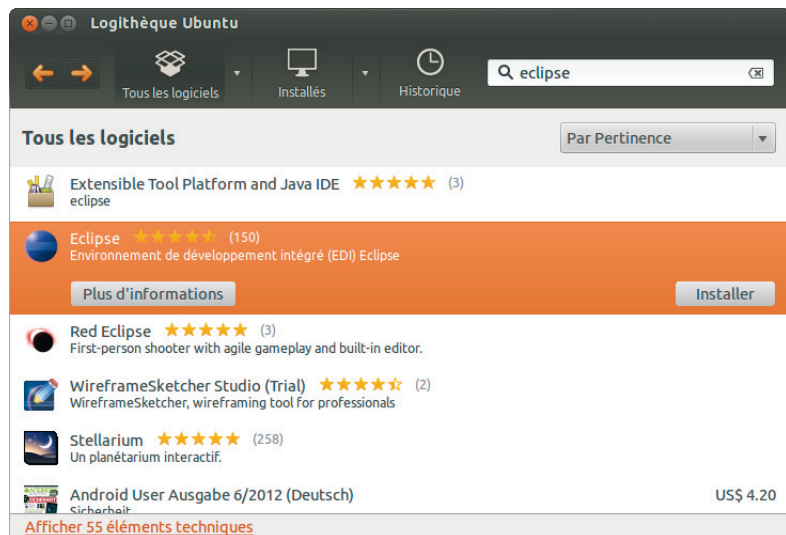 Logithèque Ubuntu
Tous les logiciels
Installés
Historique
eclipse
Tous les logiciels
Par Pertinence
Extensible Tool Platform and Java IDE (3)
eclipse
Eclipse (150)
Environnement de développement intégré (EDI) Eclipse
Plus d'informations
Installer
Red Eclipse (3)
First-person shooter with agile gameplay and built-in editor.
WireframeSketcher Studio (Trial) (2)
WireframeSketcher, wireframing tool for professionals
Stellarium (258)
Un planétarium interactif.
Android User Ausgabe 6/2012 (Deutsch) US$ 4.20
Sicherheit
Afficher 55 éléments techniques